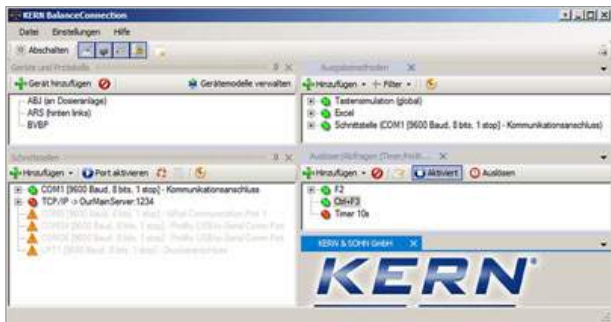 KERN BalanceConnection
Datei Einstellungen Hilfe
Abschalten
Geräte und Protokolle
Gerät hinzufügen Gerätemodelle verwalten
ABJ (an Dosieranlage)
ARS (hinten links)
BVBP
Schnittstellen
Hinzufügen Port aktivieren
COM1 [9600 Baud, 8 bits, 1 stop] - Kommunikationsanschluss
TCP/IP -> OurMainServer:1234
Ausgabemethoden
Hinzufügen Filter
Tastensimulation (global)
Excel
Schnittstelle (COM1 [9600 Baud, 8 bits, 1 stop] - Kommunikationsanschluss)
Auslöser/Abfragen
Hinzufügen Aktiviert Auslösen
F2
Ctrl+F3
Timer 10s
KERN & SOHN GmbH
KERN